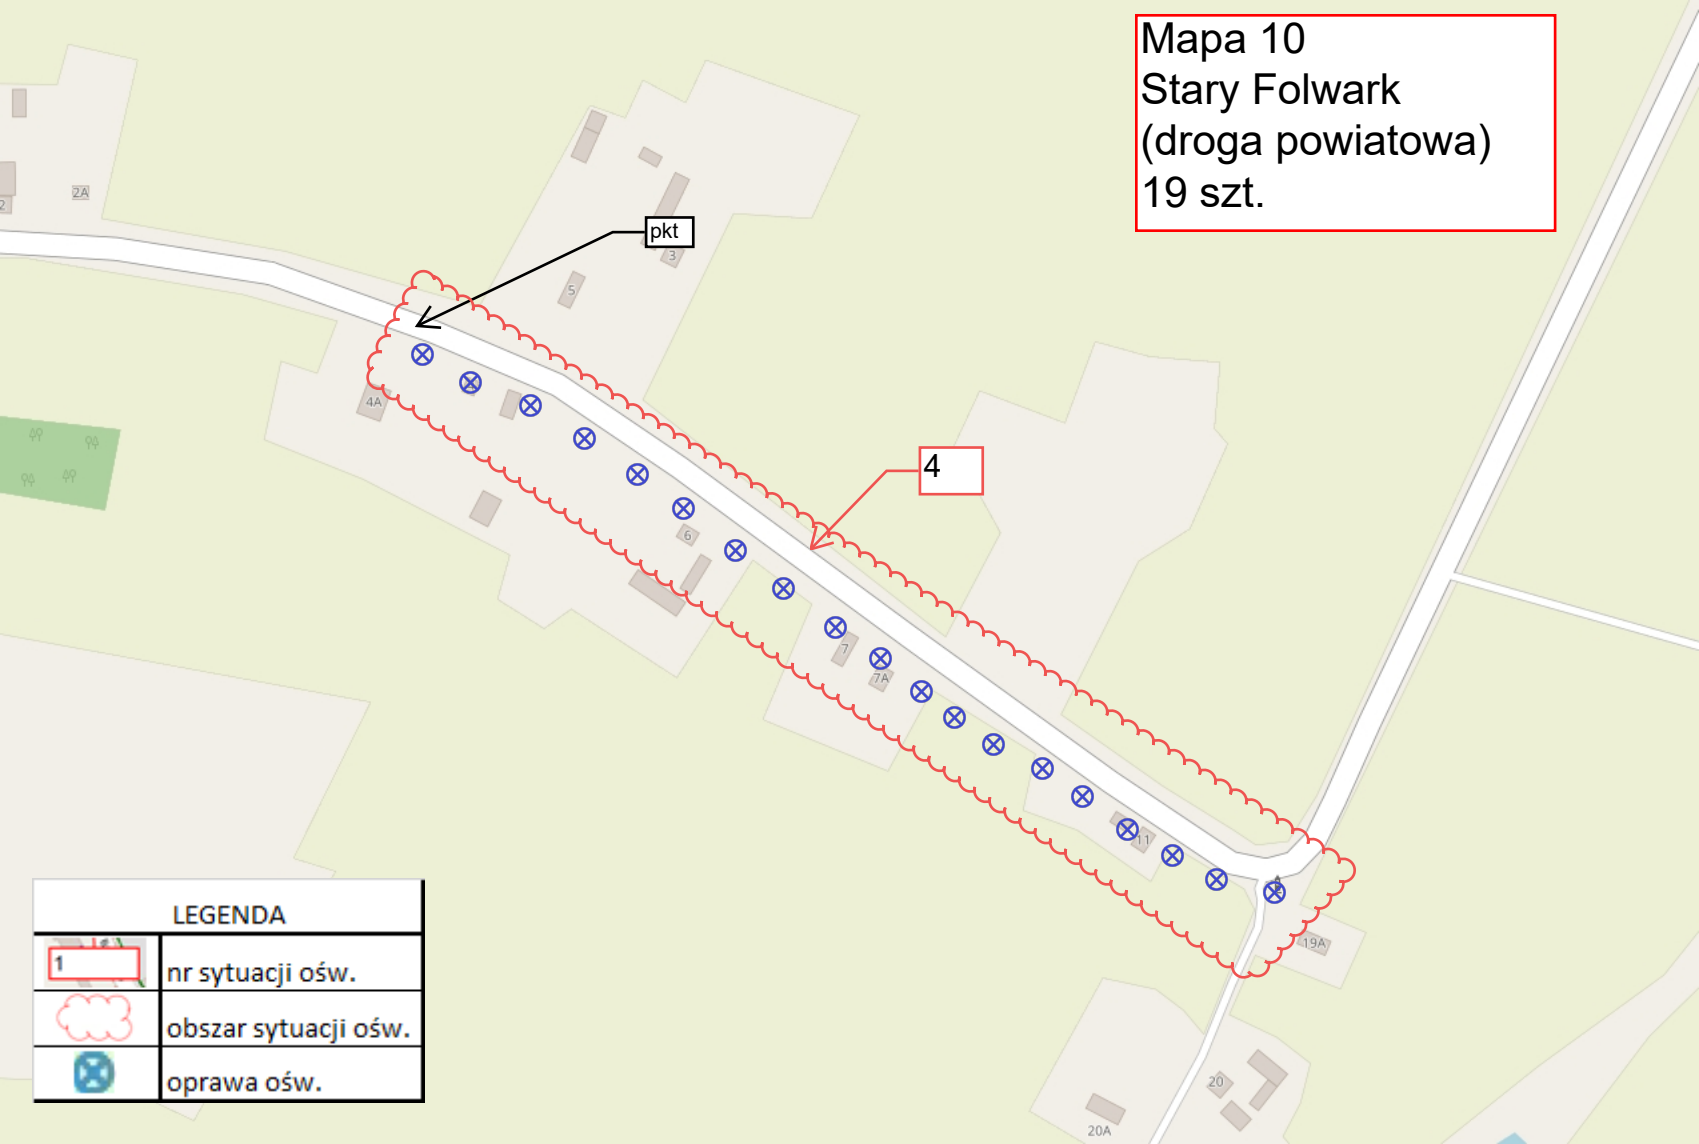 Mapa 10
Stary Folwark
(droga powiatowa)
19 szt.
2A
2
pkt
3
5
4A
4
6
7
7A
11
19A
20
20A
LEGENDA
1
nr sytuacji ośw.
obszar sytuacji ośw.
oprawa ośw.